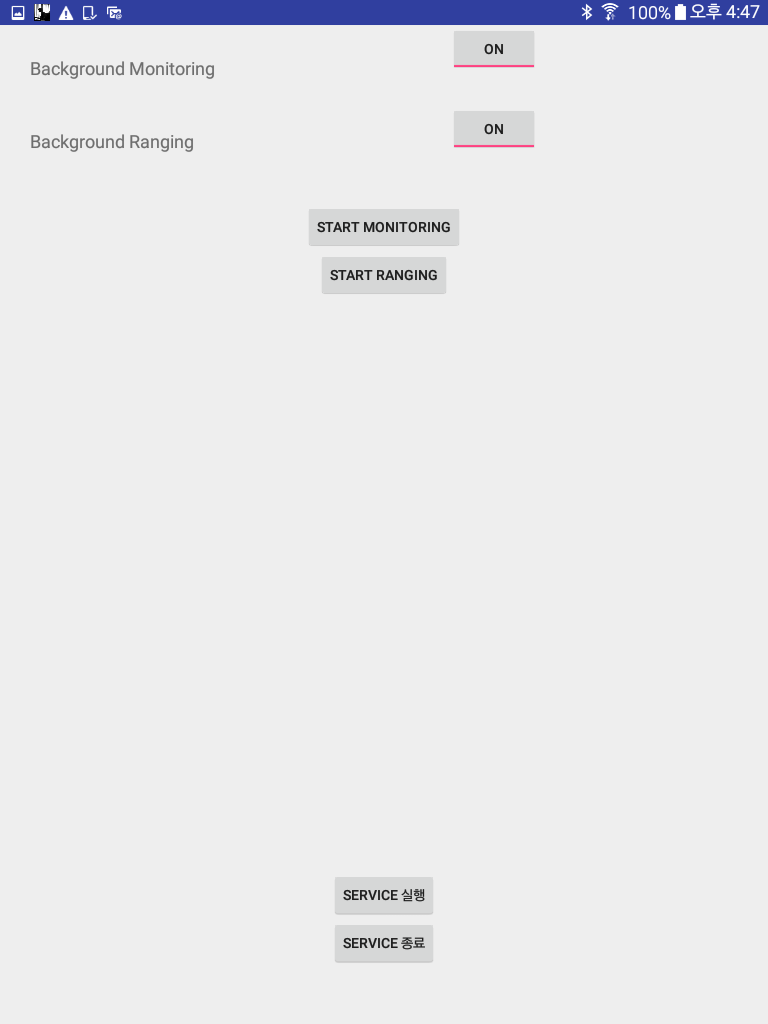 100% 오후 4:47
Background Monitoring
ON
Background Ranging
ON
START MONITORING
START RANGING
SERVICE 실행
SERVICE 종료